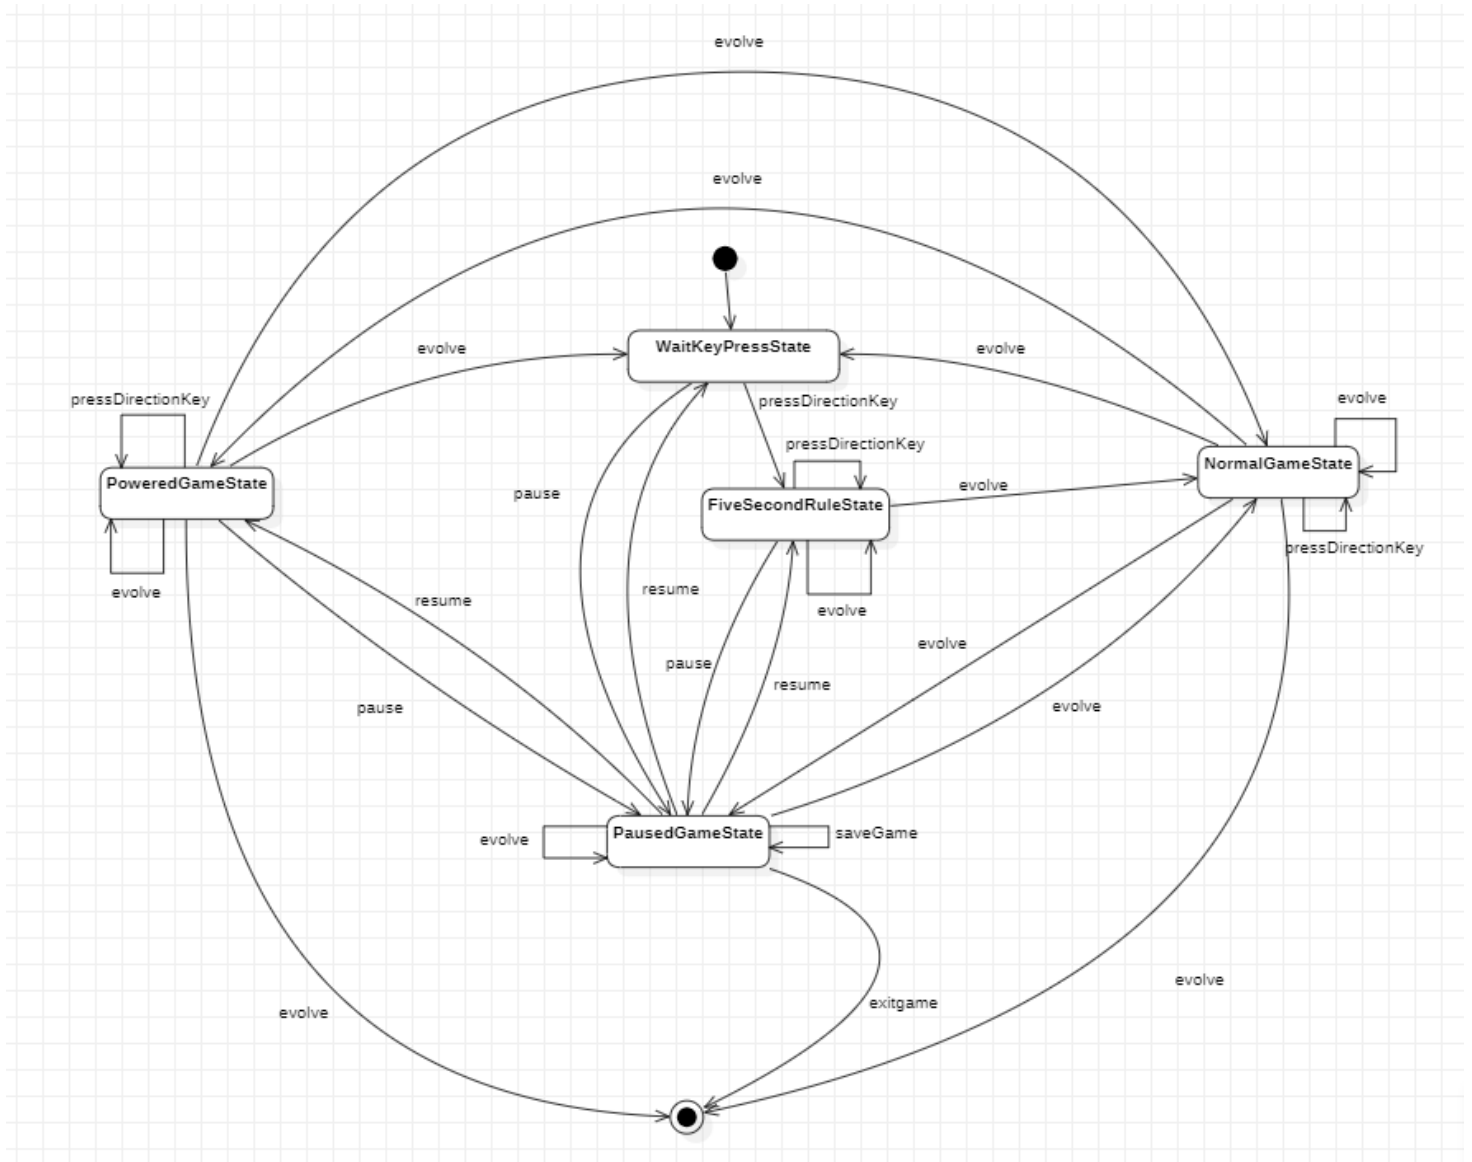 evolve
evolve
WaitKeyPressState
evolve
evolve
pressDirectionKey
pressDirectionKey
evolve
pressDirectionKey
NormalGameState
PoweredGameState
evolve
pause
FiveSecondRuleState
pressDirectionKey
evolve
resume
resume
evolve
evolve
pause
resume
pause
evolve
PausedGameState
saveGame
evolve
evolve
exitgame
evolve